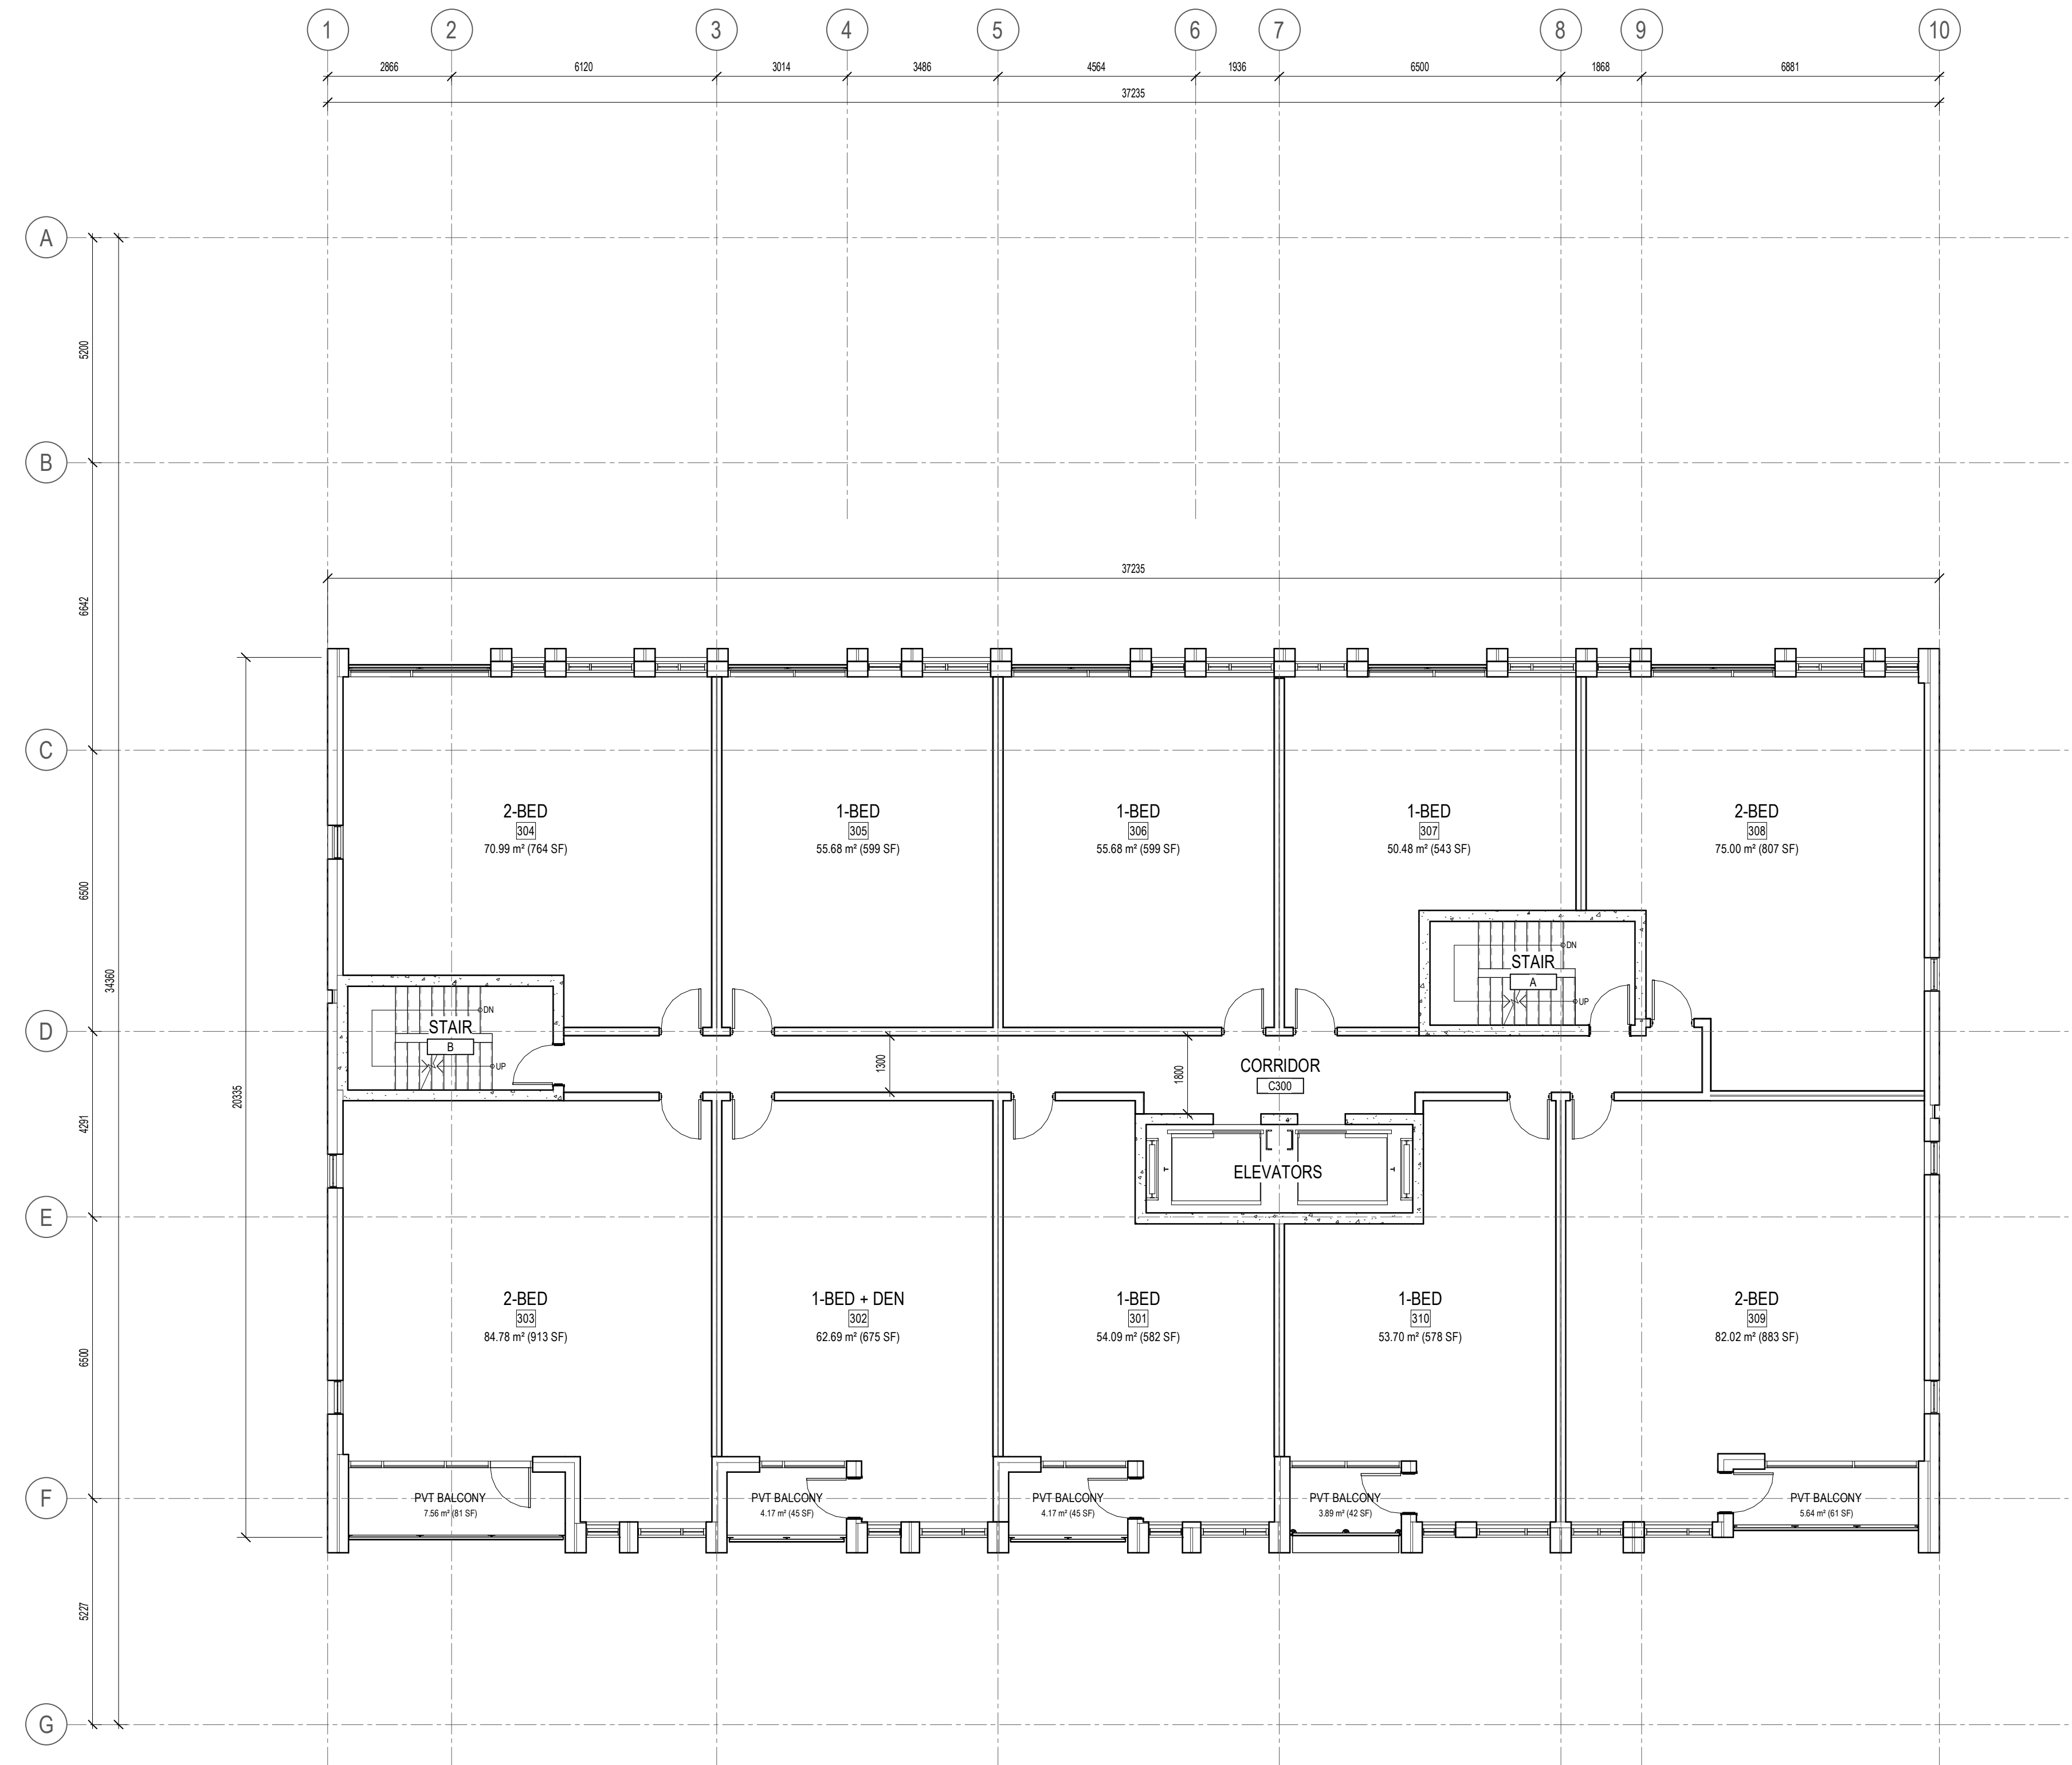 1 2 3 4 5 6 7 8 9 10
2866 6120 3014 3486 4564 1936 6500 1868 6881
37235
A
5200
B
37235
6642
C
2-BED
304
70.99 m² (764 SF)
1-BED
305
55.68 m² (599 SF)
1-BED
306
55.68 m² (599 SF)
1-BED
307
50.48 m² (543 SF)
2-BED
308
75.00 m² (807 SF)
6500
34360
DN
STAIR
A
UP
D
DN
STAIR
B
UP
1300
1800
CORRIDOR
C300
20335
4291
ELEVATORS
E
2-BED
303
84.78 m² (913 SF)
1-BED + DEN
302
62.69 m² (675 SF)
1-BED
301
54.09 m² (582 SF)
1-BED
310
53.70 m² (578 SF)
2-BED
309
82.02 m² (883 SF)
6500
F
PVT BALCONY
7.56 m² (81 SF)
PVT BALCONY
4.17 m² (45 SF)
PVT BALCONY
4.17 m² (45 SF)
PVT BALCONY
3.89 m² (42 SF)
PVT BALCONY
5.64 m² (61 SF)
5227
G